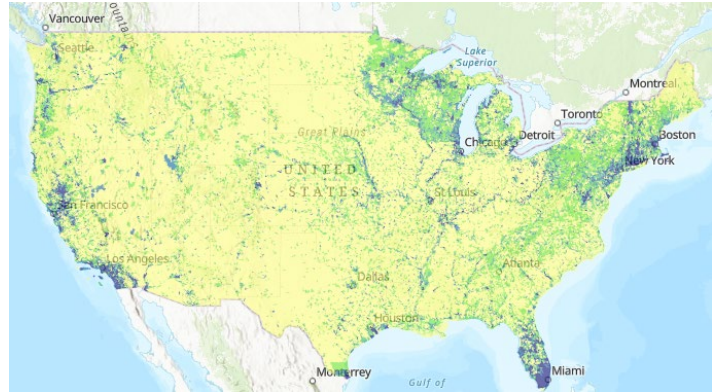 Vancouver
Seattle
Lake
Superior
Montreal
Toronto
Great Plains
Chicago
Detroit
Boston
New York
UNITED
STATES
St Louis
San Francisco
Los Angeles
Dallas
Atlanta
Houston
Monterrey
Gulf of
Miami